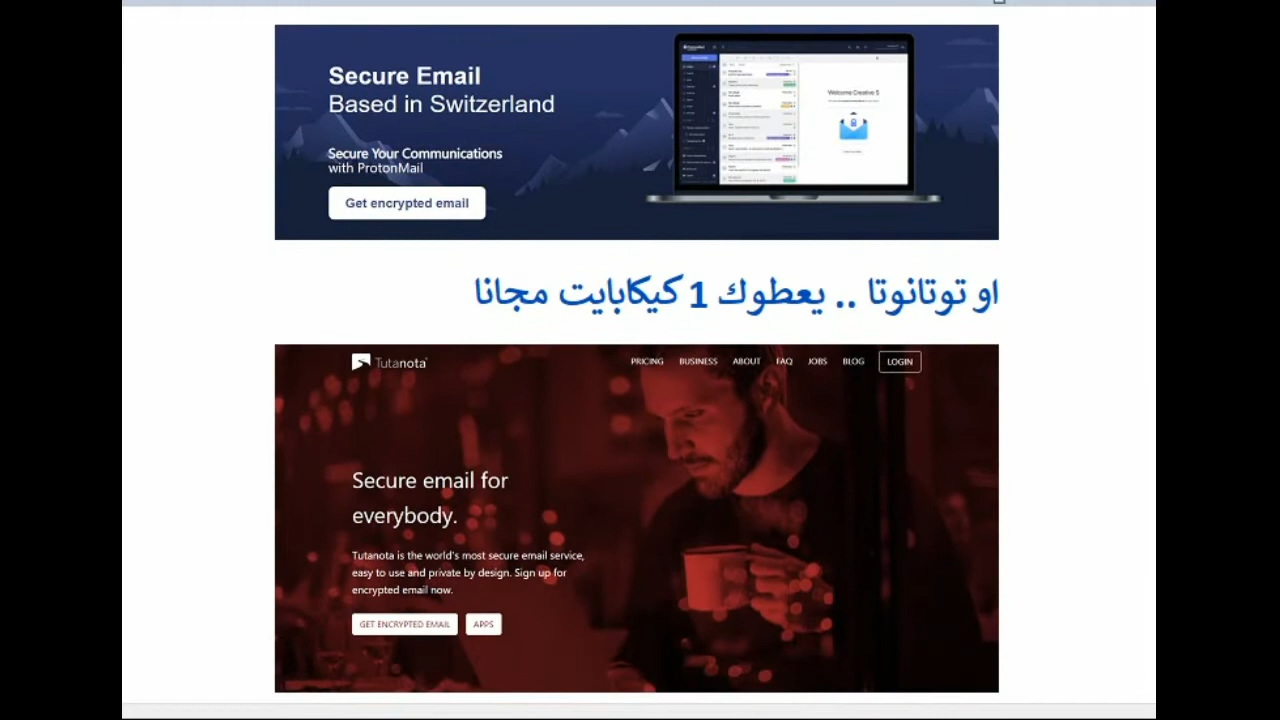 Secure Email
Based in Switzerland
Secure Your Communications
with ProtonMail
Get encrypted email
Welcome Creative S
او توتانوتا .. يعطوك 1 كيكابايت مجانا
Tutanota
PRICING BUSINESS ABOUT FAQ JOBS BLOG LOGIN
Secure email for
everybody.
Tutanota is the world's most secure email service,
easy to use and private by design. Sign up for
encrypted email now.
GET ENCRYPTED EMAIL APPS